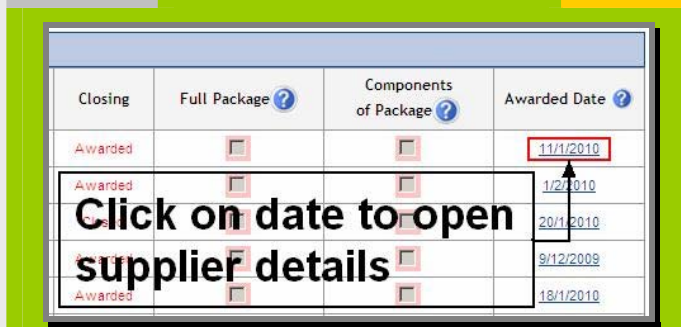 Closing Full Package Components of Package Awarded Date
Awarded 11/1/2010
Awarded 1/2/2010
Click on date to open
20/1/2010
supplier details
9/12/2009
Awarded 18/1/2010